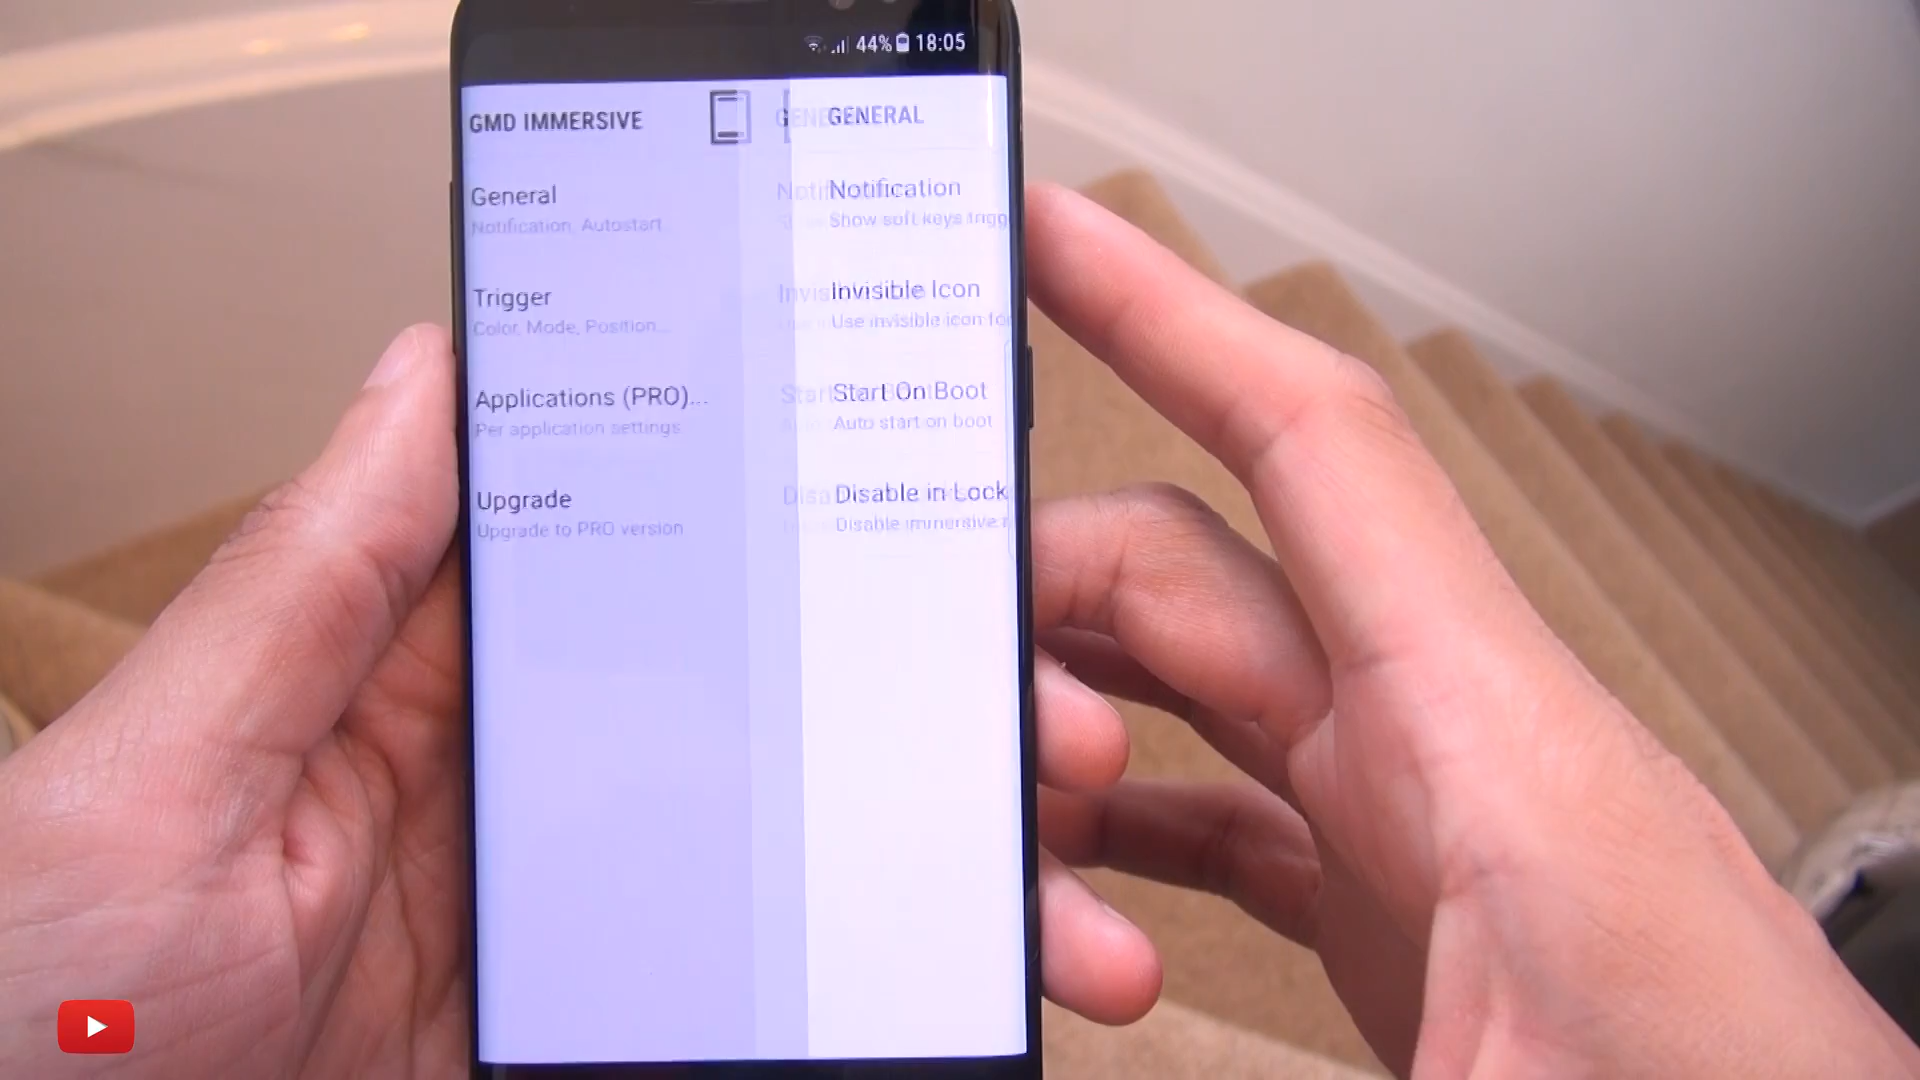 44% 18:05
GMD IMMERSIVE
General
Notification, Autostart
Trigger
Color, Mode, Position...
Applications (PRO)...
Per application settings
Upgrade
Upgrade to PRO version
GENERAL
Notification
Show soft keys trigg
Invisible Icon
Use invisible icon for
Start On Boot
Auto start on boot
Disable in Lock
Disable immersive